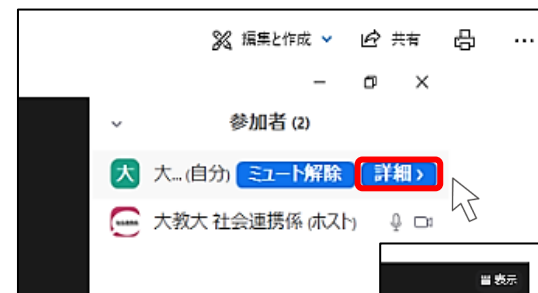 編集と作成 共有 ...
参加者 (2)
大 大... (自分) ミュート解除 詳細 >
大教大 社会連携係 (ホスト)
表示